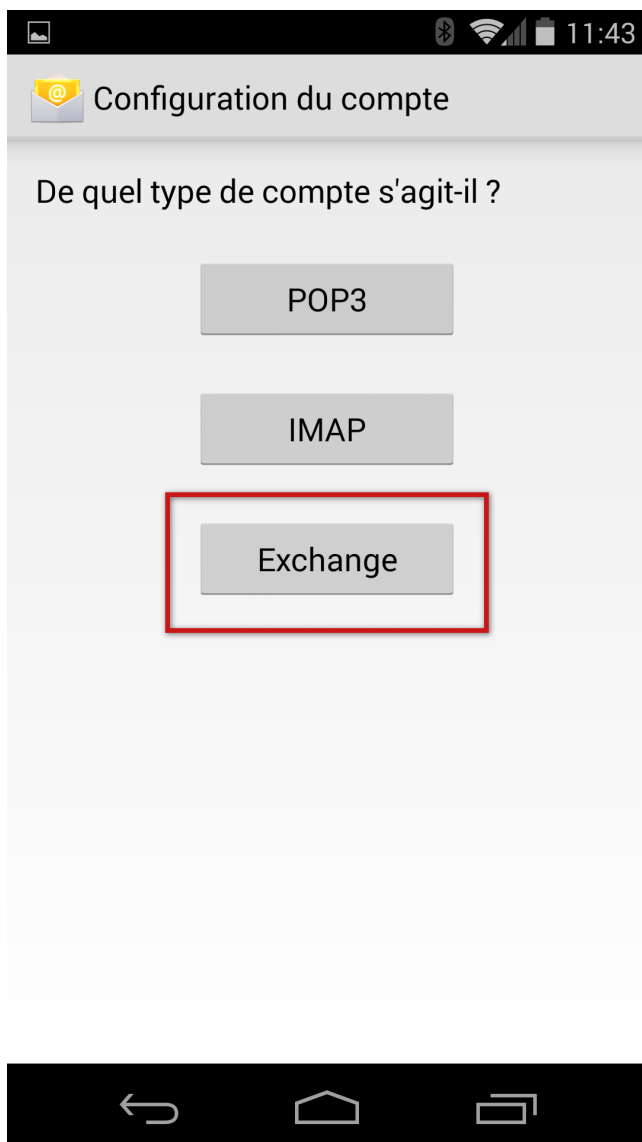 11:43
@ Configuration du compte
De quel type de compte s'agit-il ?
POP3
IMAP
Exchange